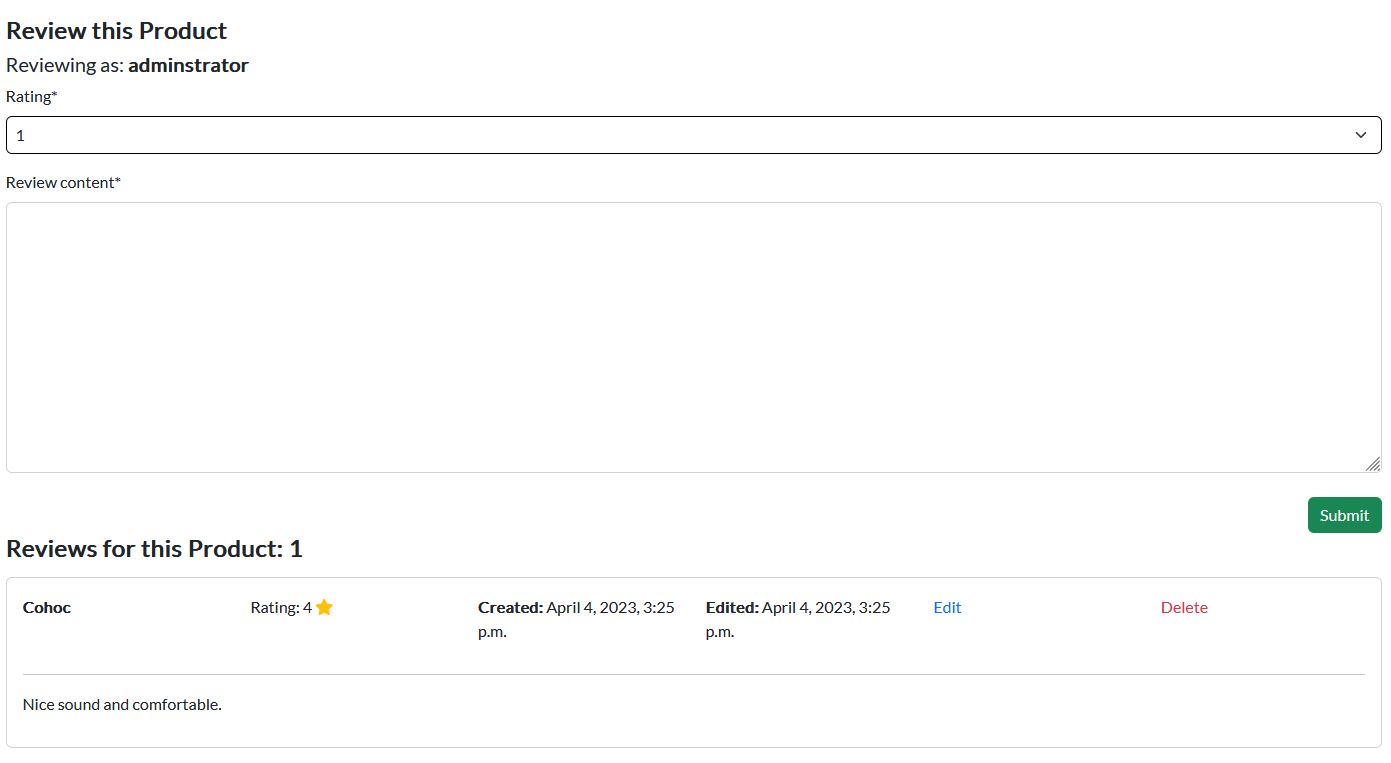 Review this Product
Reviewing as: adminstrator
Rating*
1
Review content*
Submit
Reviews for this Product: 1
Cohoc
Rating: 4
Created: April 4, 2023, 3:25
p.m.
Edited: April 4, 2023, 3:25
p.m.
Edit
Delete
Nice sound and comfortable.